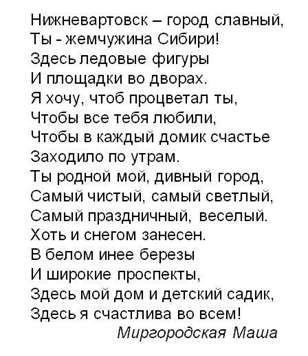 Нижневартовск – город славный,
Ты - жемчужина Сибири!
Здесь ледовые фигуры
И площадки во дворах.
Я хочу, чтоб процветал ты,
Чтобы все тебя любили,
Чтобы в каждый домик счастье
Заходило по утрам.
Ты родной мой, дивный город,
Самый чистый, самый светлый,
Самый праздничный, веселый.
Хоть и снегом занесен.
В белом инее березы
И широкие проспекты,
Здесь мой дом и детский садик,
Здесь я счастлива во всем!
Миргородская Маша